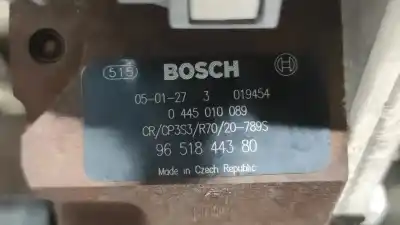 515 BOSCH
05-01-27 3 019454
0 445 010 089
CR/CP3S3/R70/20-789S
96 518 443 80
Made in Czech Republic